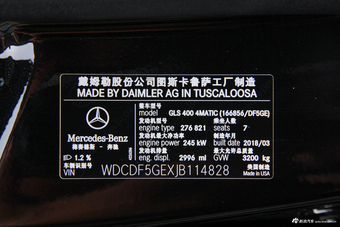 戴姆勒股份公司图斯卡鲁萨工厂制造
MADE BY DAIMLER AG IN TUSCALOOSA
整车型号
model GLS 400 4MATIC (166856/DF5GE)
发动机型号 乘坐人数
engine type 276 821 seats 7
发动机功率 制造年月
engine power 245 kW built in 2018/03
发动机排量 最大允许总质量
eng. displ. 2996 ml GVW 3200 kg
Mercedes-Benz
梅赛德斯－奔驰
1.2 %
车辆识别号
VIN WDCDF5GEXJB114828
美国制造
Made in USA